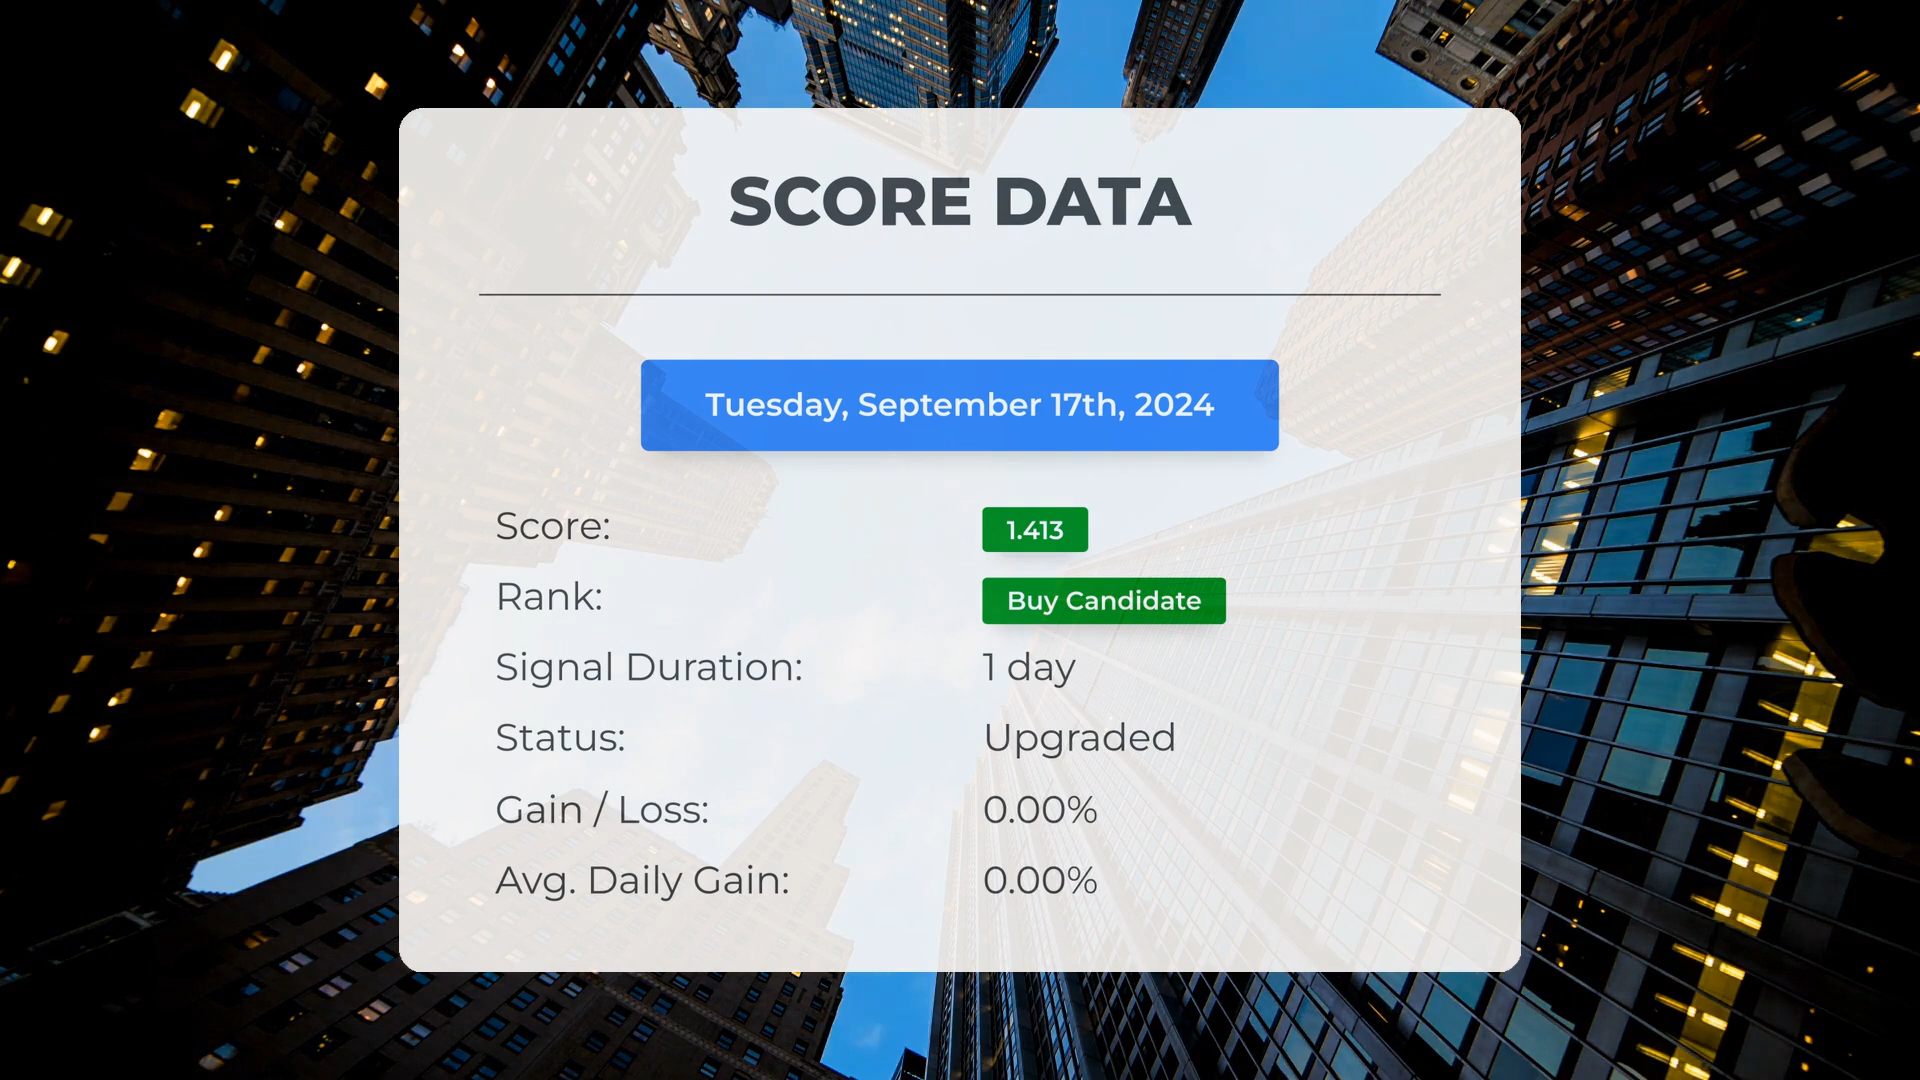 SCORE DATA
Tuesday, September 17th, 2024
Score: 1.413
Rank: Buy Candidate
Signal Duration: 1 day
Status: Upgraded
Gain / Loss: 0.00%
Avg. Daily Gain: 0.00%